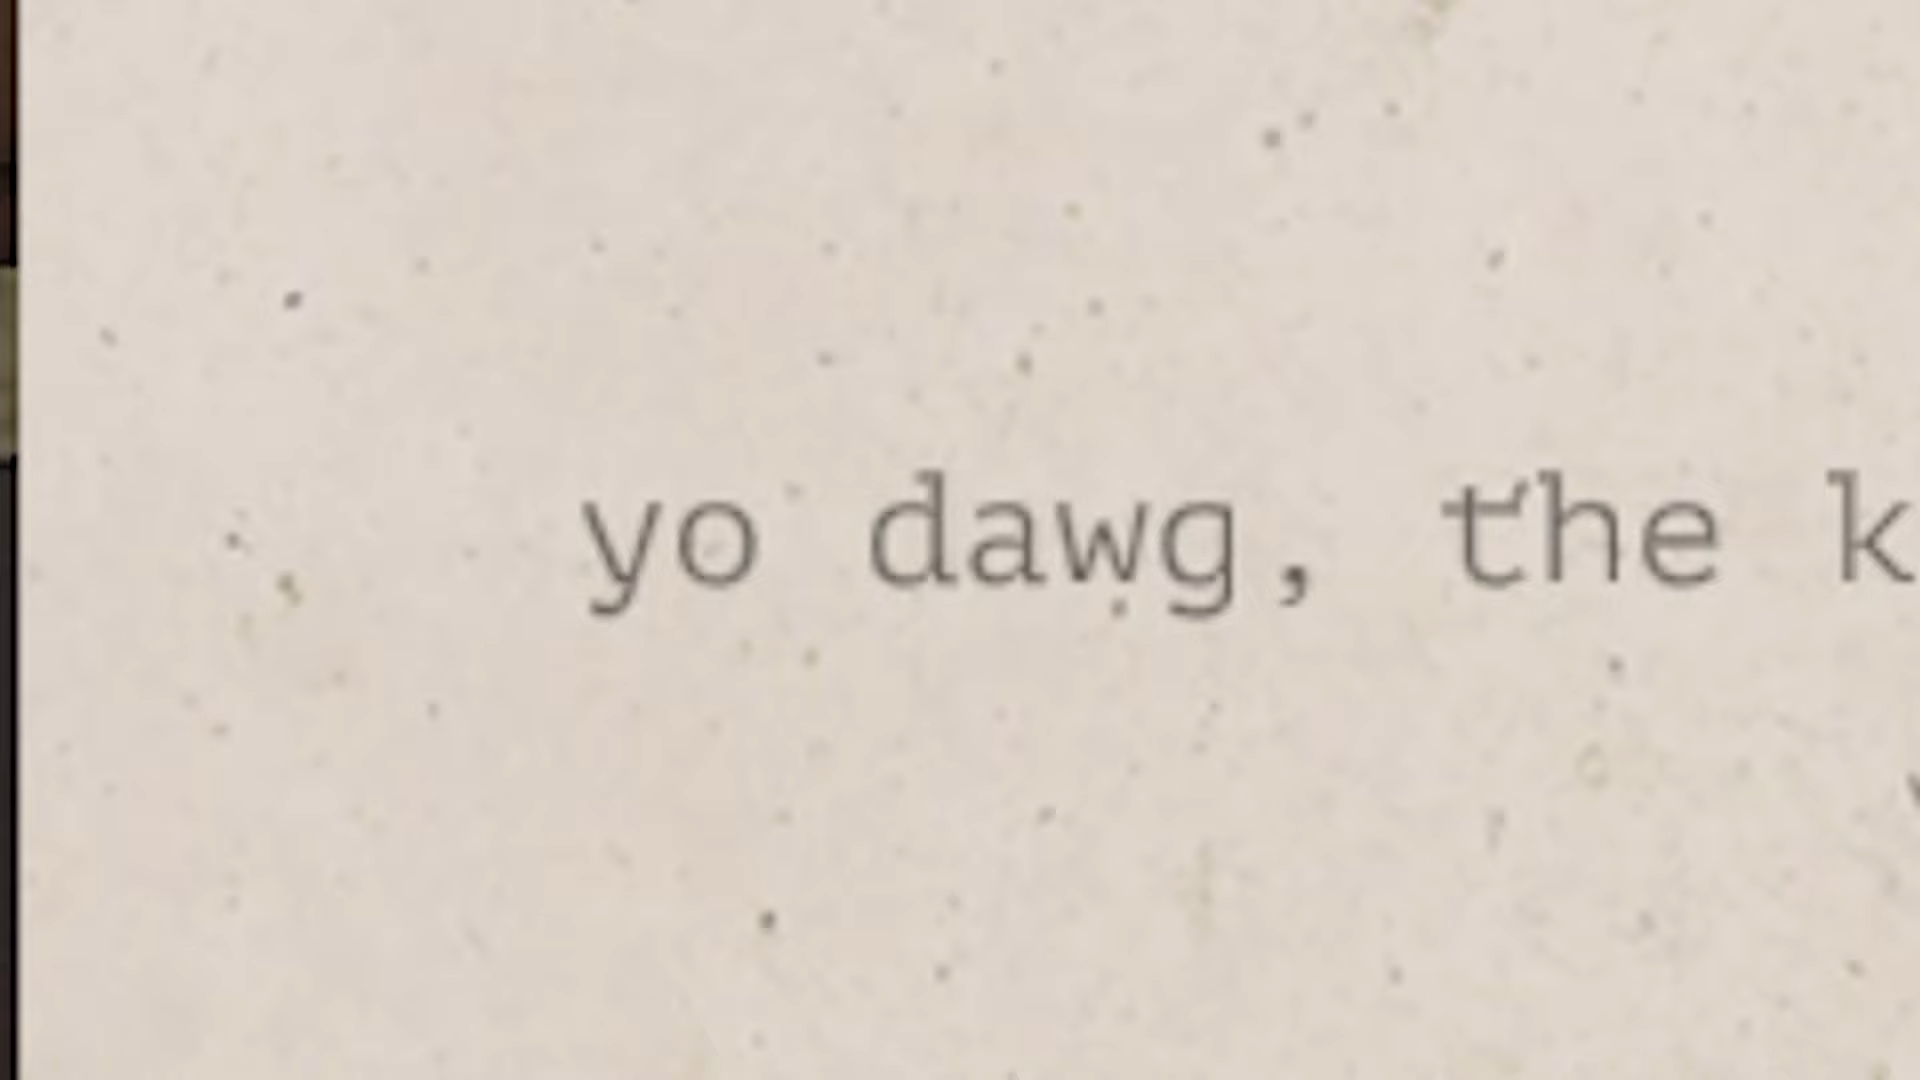 yo dawg, the k